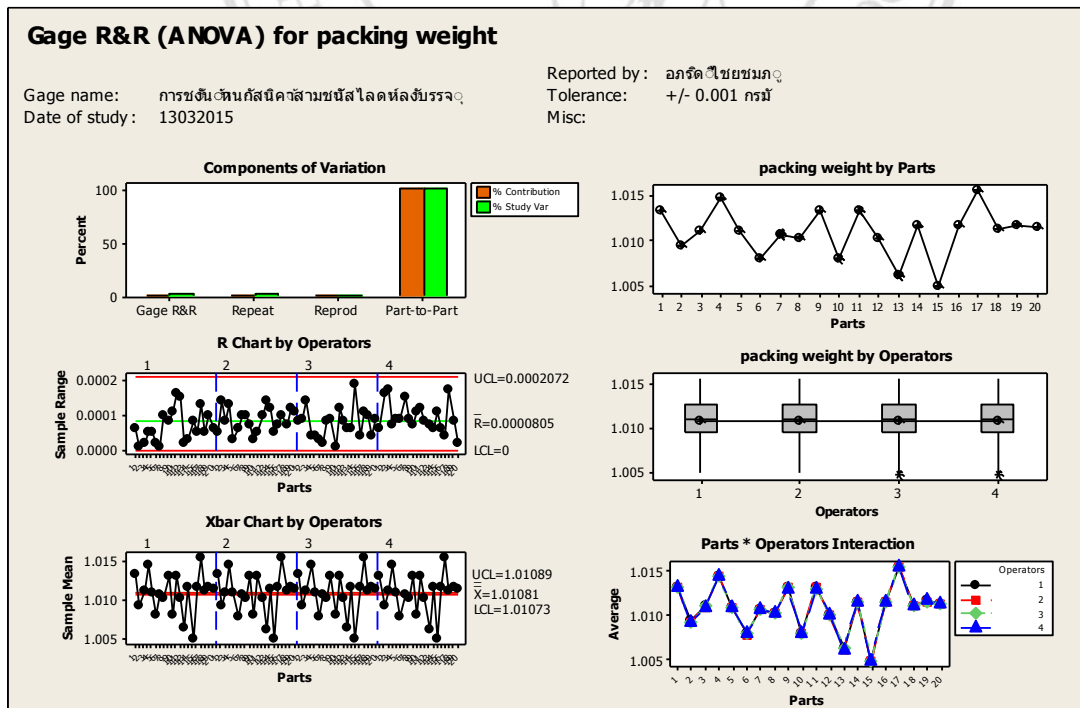 Gage R&R (ANOVA) for packing weight
Gage name:
Date of study: 13032015
Reported by:
Tolerance: +/- 0.001
Misc:
Components of Variation
Percent
100
50
0
Gage R&R Repeat Reprod Part-to-Part
% Contribution
% Study Var
packing weight by Parts
1.015
1.010
1.005
1 2 3 4 5 6 7 8 9 10 11 12 13 14 15 16 17 18 19 20
Parts
R Chart by Operators
1 2 3 4
Sample Range
0.0002
0.0001
0.0000
UCL=0.0002072
R=0.0000805
LCL=0
Parts
packing weight by Operators
1.015
1.010
1.005
1 2 3 4
Operators
Xbar Chart by Operators
1 2 3 4
Sample Mean
1.015
1.010
1.005
UCL=1.01089
X=1.01081
LCL=1.01073
Parts
Parts * Operators Interaction
Average
1.015
1.010
1.005
1 2 3 4 5 6 7 8 9 10 11 12 13 14 15 16 17 18 19 20
Parts
Operators
1
2
3
4